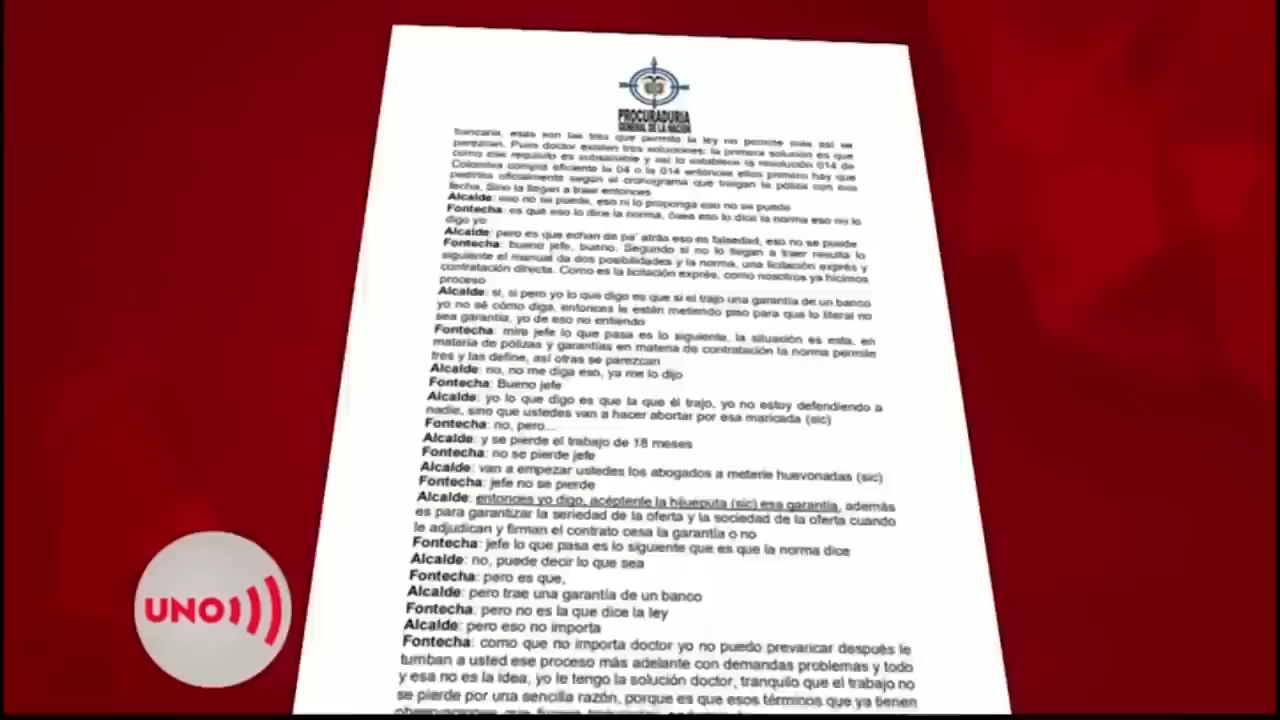 PROCURADURIA
GENERAL DE LA NACION
bancaria, esas son las tres que permite la ley no permite más así se
parezcan. Pues doctor existen tres soluciones: la primera solución es que
como ese requisito es subsanable y así lo establece la resolución 014 de
Colombia compra eficiente la 04 o la 014 entonces ellos primero hay que
pedirles oficialmente según el cronograma que traigan la póliza con esa
fecha. Sino la llegan a traer entonces
Alcalde: eso no se puede, eso ni lo proponga eso no se puede
Fontecha: es que eso lo dice la norma, ósea eso lo dice la norma eso no lo
digo yo
Alcalde: pero es que echan de pa' atrás eso es falsedad, eso no se puede
Fontecha: bueno jefe, bueno. Segundo si no lo llegan a traer resulta lo
siguiente el manual da dos posibilidades y la norma, una licitación exprés y
contratación directa. Como es la licitación exprés, como nosotros ya hicimos
proceso
Alcalde: si, si pero yo lo que digo es que si el trajo una garantía de un banco
yo no sé cómo diga, entonces le están metiendo piso para que lo literal no
sea garantía, yo de eso no entiendo
Fontecha: mire jefe lo que pasa es lo siguiente, la situación es esta, en
materia de pólizas y garantías en materia de contratación la norma permite
tres y las define, así otras se parezcan
Alcalde: no, no me diga eso, ya me lo dijo
Fontecha: Bueno jefe
Alcalde: yo lo que digo es que la que él trajo, yo no estoy defendiendo a
nadie, sino que ustedes van a hacer abortar por esa maricada (sic)
Fontecha: no, pero...
Alcalde: y se pierde el trabajo de 18 meses
Fontecha: no se pierde jefe
Alcalde: van a empezar ustedes los abogados a meterle huevonadas (sic)
Fontecha: jefe no se pierde
Alcalde: entonces yo digo, acéptenle la hijueputa (sic) esa garantía, además
es para garantizar la seriedad de la oferta y la sociedad de la oferta cuando
le adjudican y firman el contrato cesa la garantía o no
Fontecha: jefe lo que pasa es lo siguiente que es que la norma dice
Alcalde: no, puede decir lo que sea
Fontecha: pero es que,
Alcalde: pero trae una garantía de un banco
Fontecha: pero no es la que dice la ley
Alcalde: pero eso no importa
Fontecha: como que no importa doctor yo no puedo prevaricar después le
tumban a usted ese proceso más adelante con demandas problemas y todo
y esa no es la idea, yo le tengo la solución doctor, tranquilo que el trabajo no
se pierde por una sencilla razón, porque es que esos términos que ya tienen
UNO